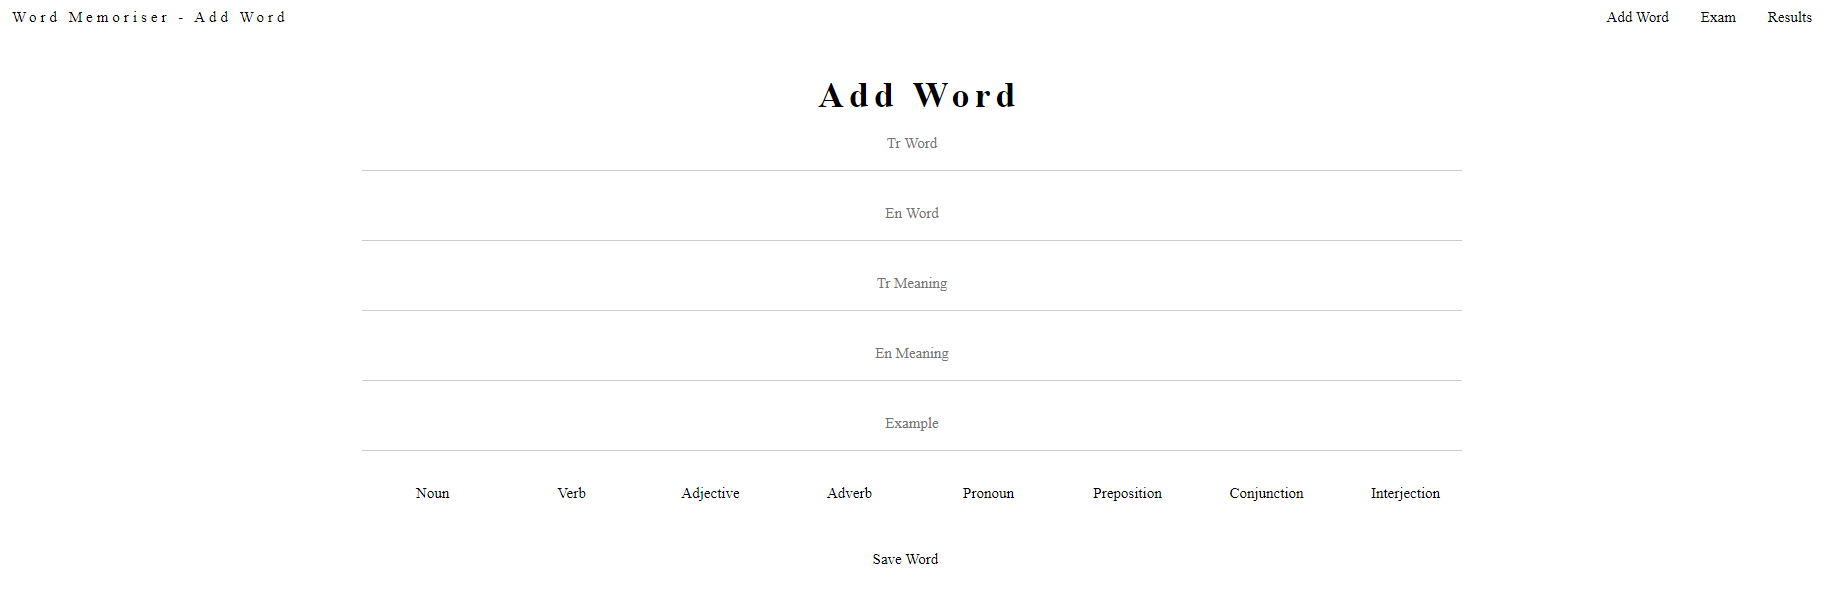 Word Memoriser - Add Word Add Word Exam Results
Add Word
Tr Word
En Word
Tr Meaning
En Meaning
Example
Noun Verb Adjective Adverb Pronoun Preposition Conjunction Interjection
Save Word